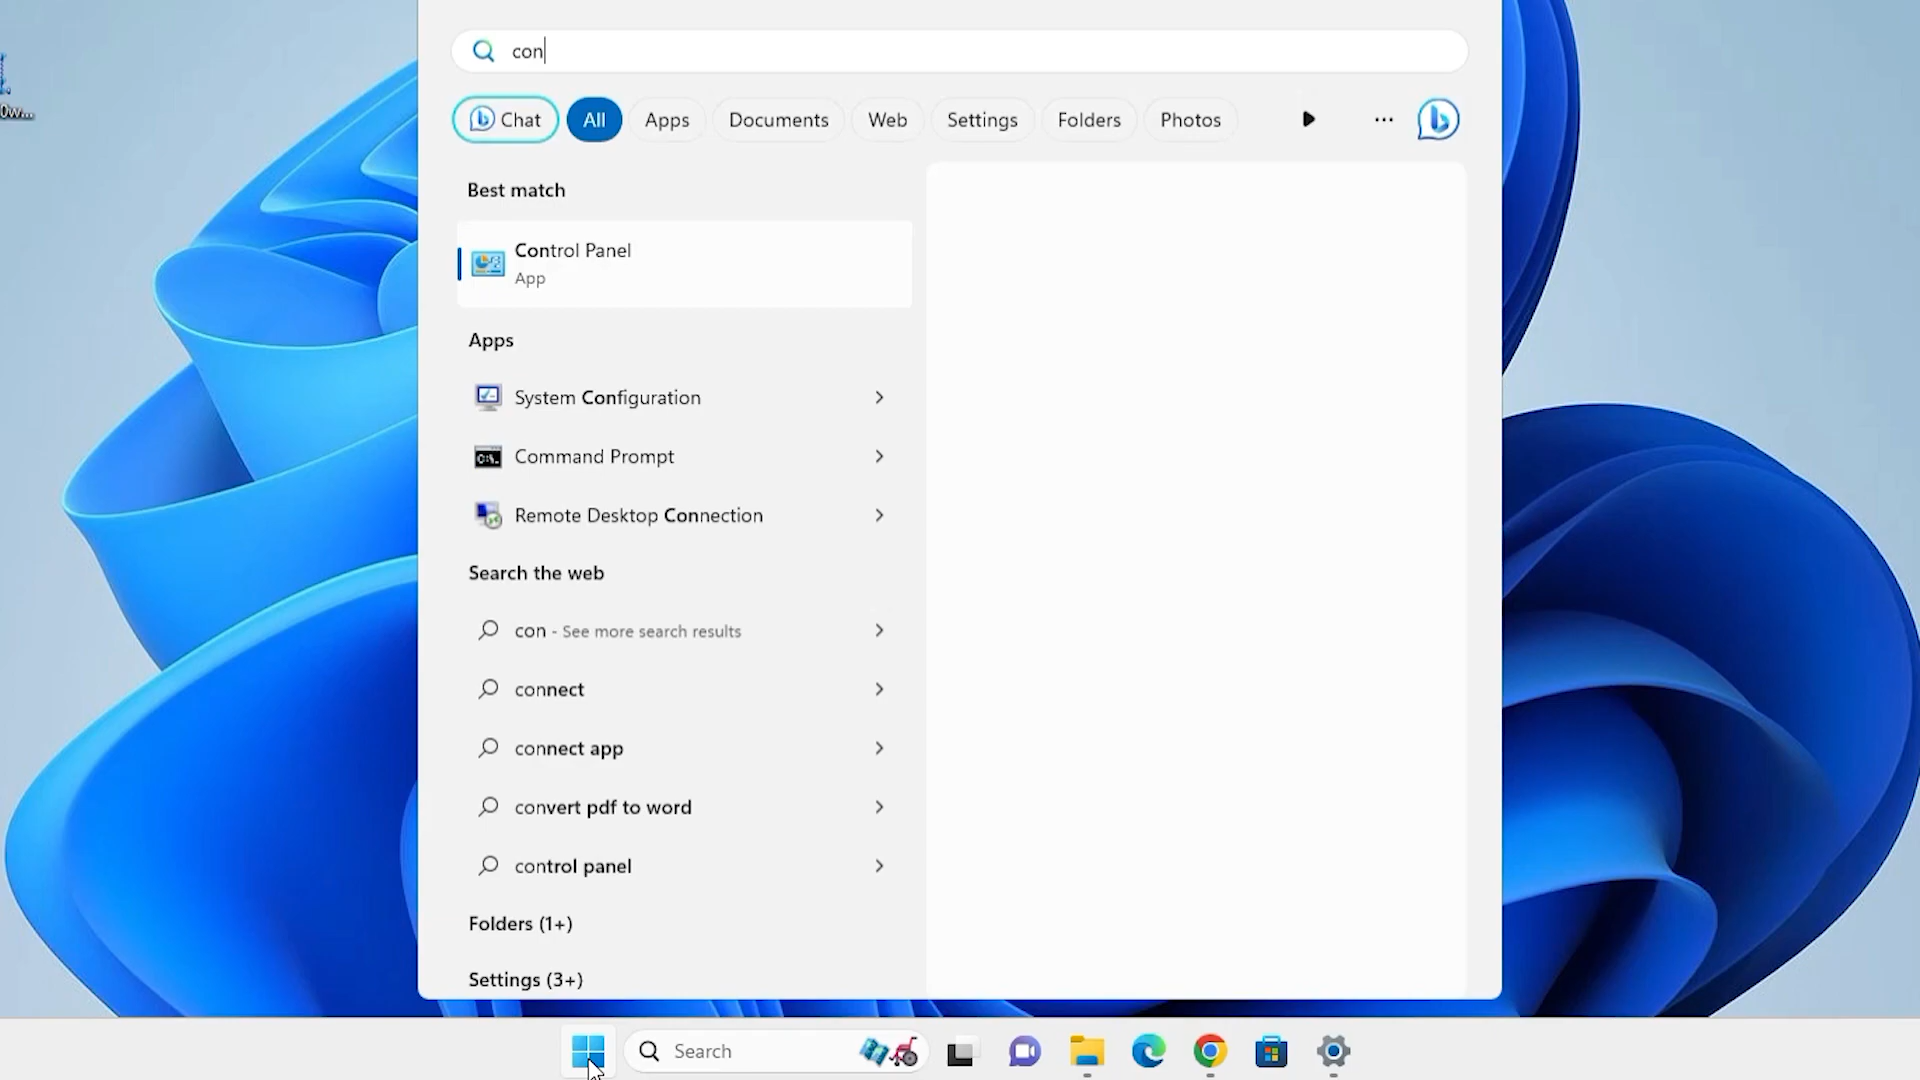 con
Chat
All
Apps
Documents
Web
Settings
Folders
Photos
Best match
Control Panel
App
Apps
System Configuration
Command Prompt
Remote Desktop Connection
Search the web
con - See more search results
connect
connect app
convert pdf to word
control panel
Folders (1+)
Settings (3+)
Search